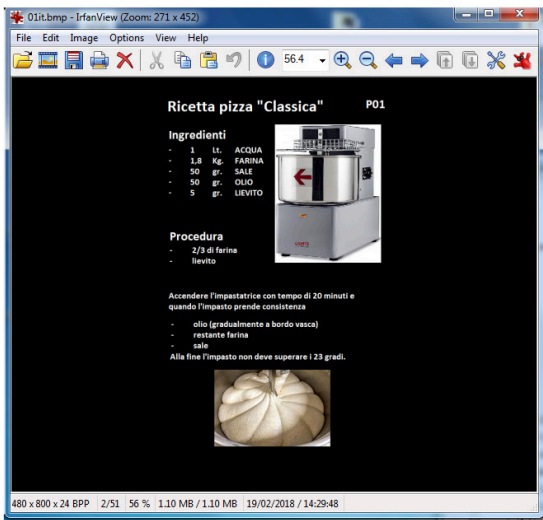 01it.bmp - IrfanView (Zoom: 271 x 452)
File Edit Image Options View Help
56.4
Ricetta pizza "Classica" P01
Ingredienti
- 1 Lt. ACQUA
- 1,8 Kg. FARINA
- 50 gr. SALE
- 50 gr. OLIO
- 5 gr. LIEVITO
Procedura
- 2/3 di farina
- lievito
Accendere l'impastatrice con tempo di 20 minuti e
quando l'impasto prende consistenza
- olio (gradualmente a bordo vasca)
- restante farina
- sale
Alla fine l'impasto non deve superare i 23 gradi.
480 x 800 x 24 BPP 2/51 56 % 1.10 MB / 1.10 MB 19/02/2018 / 14:29:48